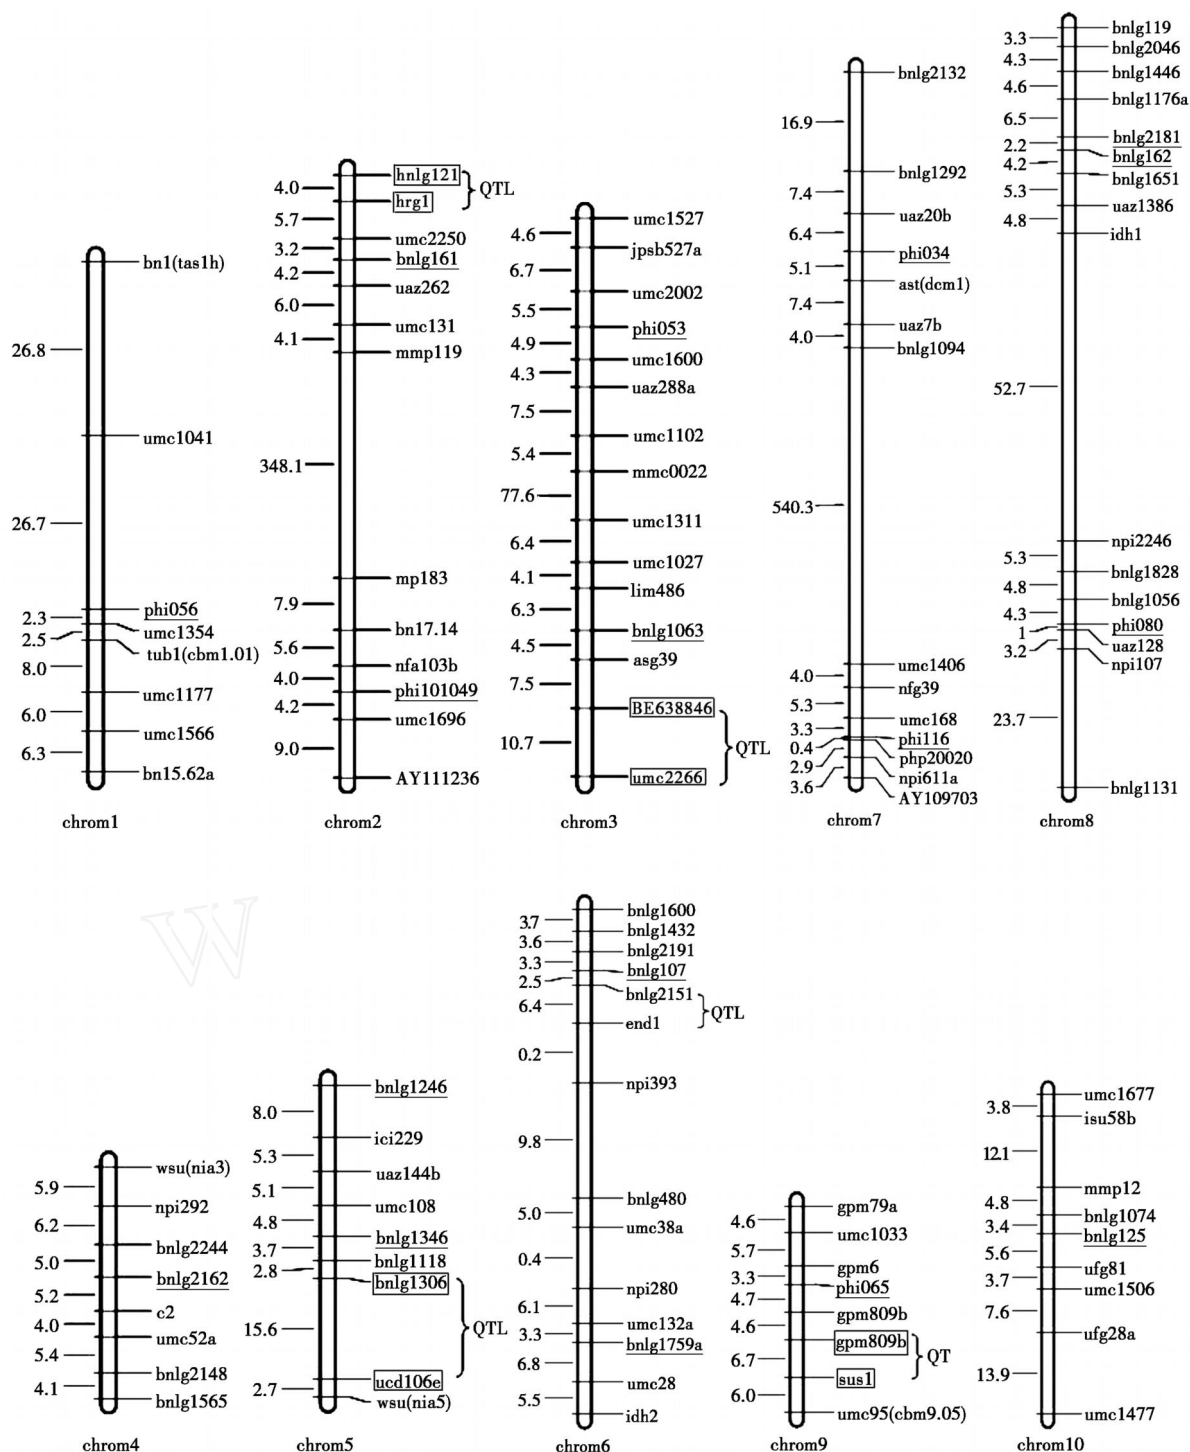 bn1(tas1h)
26.8
umc1041
26.7
phi056
2.3
umc1354
2.5
tub1(cbm1.01)
8.0
umc1177
6.0
umc1566
6.3
bn15.62a
chrom1
hnlg121
4.0
QTL
hrg1
5.7
umc2250
3.2
bnlg161
4.2
uaz262
6.0
umc131
4.1
mmp119
348.1
mp183
7.9
bn17.14
5.6
nfa103b
4.0
phi101049
4.2
umc1696
9.0
AY111236
chrom2
umc1527
4.6
jpsb527a
6.7
umc2002
5.5
phi053
4.9
umc1600
4.3
uaz288a
7.5
umc1102
5.4
mmc0022
77.6
umc1311
6.4
umc1027
4.1
lim486
6.3
bnlg1063
4.5
asg39
7.5
BE638846
10.7
QTL
umc2266
chrom3
bnlg2132
16.9
bnlg1292
7.4
uaz20b
6.4
phi034
5.1
ast(dcm1)
7.4
uaz7b
4.0
bnlg1094
540.3
umc1406
4.0
nfg39
5.3
umc168
3.3
phi116
0.4
php20020
2.9
npi611a
3.6
AY109703
chrom7
bnlg119
3.3
bnlg2046
4.3
bnlg1446
4.6
bnlg1176a
6.5
bnlg2181
2.2
bnlg162
4.2
bnlg1651
5.3
uaz1386
4.8
idh1
52.7
npi2246
5.3
bnlg1828
4.8
bnlg1056
4.3
phi080
1
uaz128
3.2
npi107
23.7
bnlg1131
chrom8
W
wsu(nia3)
5.9
npi292
6.2
bnlg2244
5.0
bnlg2162
5.2
c2
4.0
umc52a
5.4
bnlg2148
4.1
bnlg1565
chrom4
bnlg1246
8.0
ici229
5.3
uaz144b
5.1
umc108
4.8
bnlg1346
3.7
bnlg1118
2.8
bnlg1306
15.6
QTL
ucd106e
2.7
wsu(nia5)
chrom5
bnlg1600
3.7
bnlg1432
3.6
bnlg2191
3.3
bnlg107
2.5
bnlg2151
6.4
QTL
end1
0.2
npi393
9.8
bnlg480
5.0
umc38a
0.4
npi280
6.1
umc132a
3.3
bnlg1759a
6.8
umc28
5.5
idh2
chrom6
gpm79a
4.6
umc1033
5.7
gpm6
3.3
phi065
4.7
gpm809b
4.6
gpm809b
6.7
QT
sus1
6.0
umc95(cbm9.05)
chrom9
umc1677
3.8
isu58b
12.1
mmp12
4.8
bnlg1074
3.4
bnlg125
5.6
ufg81
3.7
umc1506
7.6
ufg28a
13.9
umc1477
chrom10